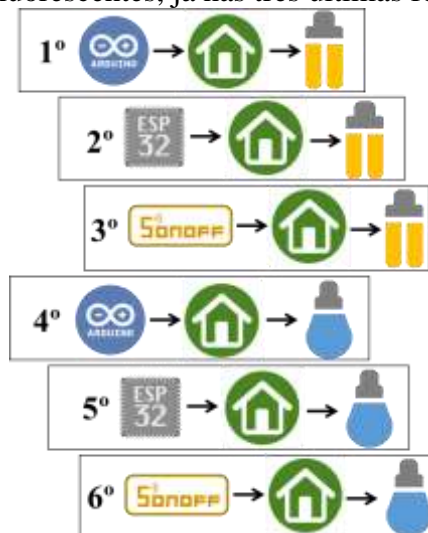 fluorescentes, já nas três últimas
1º ARDUINO
2º ESP
32
3º Sonoff
4º ARDUINO
5º ESP
32
6º Sonoff